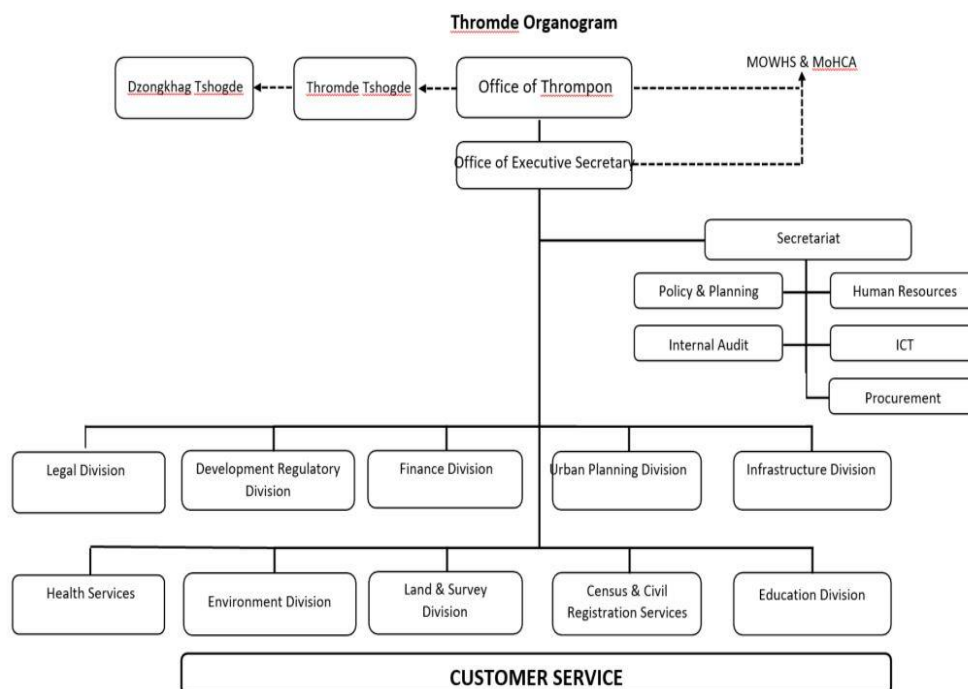 Thromde Organogram
Dzongkhag Tshogde
Thromde Tshogde
Office of Thrompon
MOWHS & MoHCA
Office of Executive Secretary
Secretariat
Policy & Planning
Human Resources
Internal Audit
ICT
Procurement
Legal Division
Development Regulatory
Division
Finance Division
Urban Planning Division
Infrastructure Division
Health Services
Environment Division
Land & Survey
Division
Census & Civil
Registration Services
Education Division
CUSTOMER SERVICE